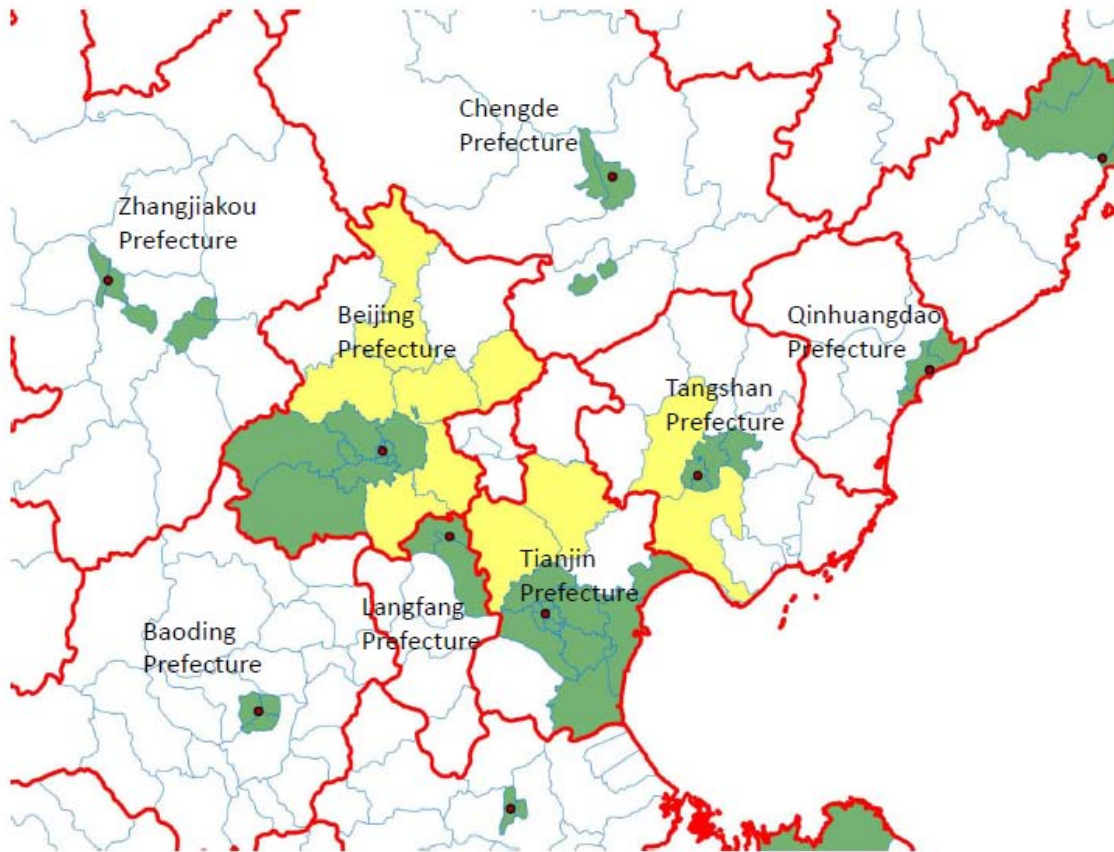 Chengde
Prefecture
Zhangjiakou
Prefecture
Beijing
Prefecture
Qinhuangdao
Prefecture
Tangshan
Prefecture
Tianjin
Prefecture
Langfang
Prefecture
Baoding
Prefecture